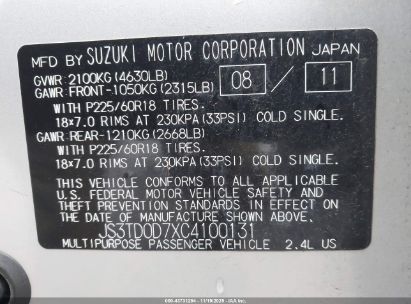 MFD BY SUZUKI MOTOR CORPORATION JAPAN
GVWR 2100KG (4630LB)
GAWR: FRONT-1050KG (2315LB) 08 / 11
WITH P225/60R18 TIRES.
18×7.0 RIMS AT 230KPA (33PSI) COLD SINGLE.
GAWR: REAR-1210KG (2668LB)
WITH P225/60R18 TIRES.
18×7.0 RIMS AT 230KPA (33PSI) COLD SINGLE.
THIS VEHICLE CONFORMS TO ALL APPLICABLE
U.S. FEDERAL MOTOR VEHICLE SAFETY AND
THEFT PREVENTION STANDARDS IN EFFECT ON
THE DATE OF MANUFACTURE SHOWN ABOVE.
JS3TD0D7XC4100131
MULTIPURPOSE PASSENGER VEHICLE 2.4L US